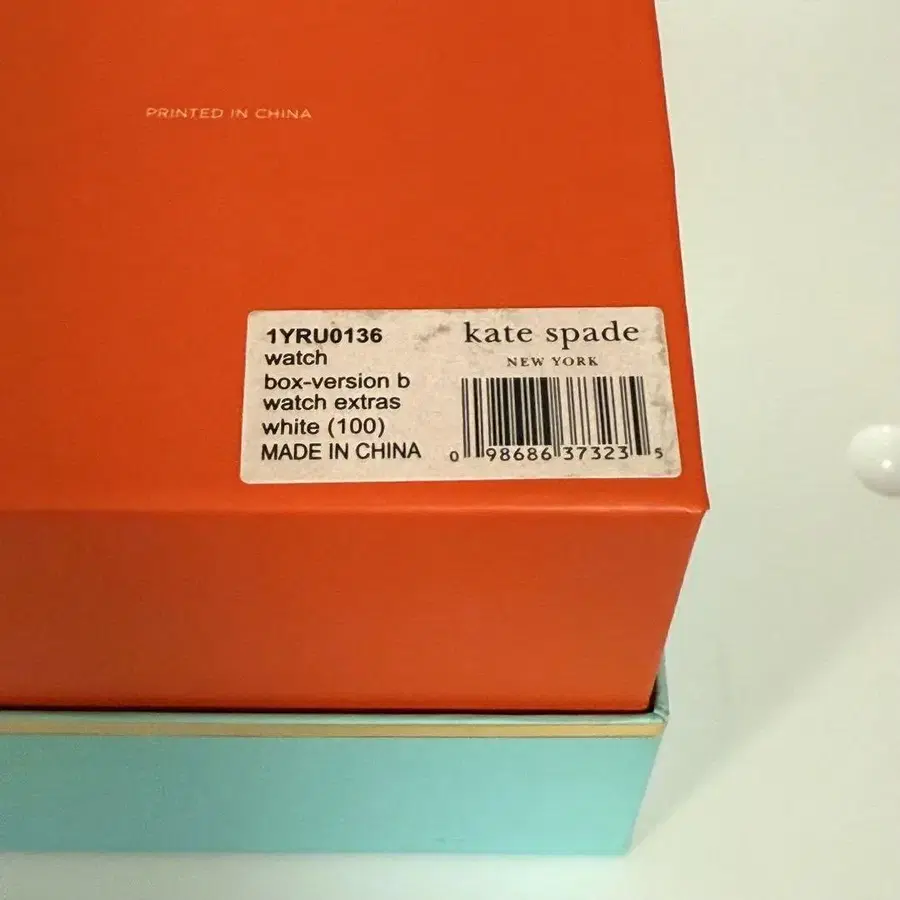 PRINTED IN CHINA
1YRU0136
watch
box-version b
watch extras
white (100)
MADE IN CHINA
kate spade
NEW YORK
0 98686 37323 5